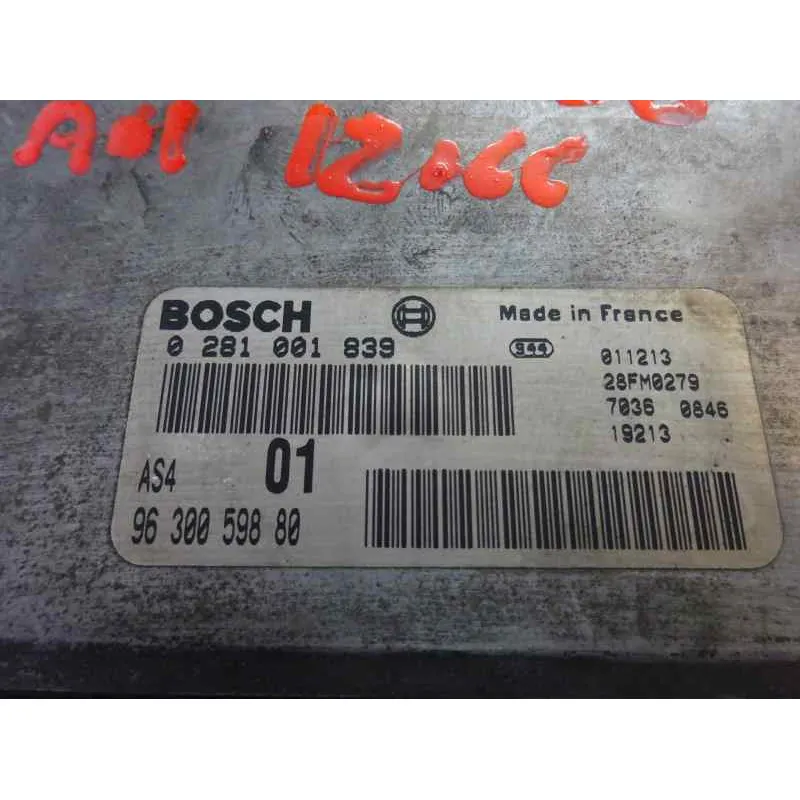 BOSCH Made in France
0 281 001 839 944 011213
28FM0279
7036 0846
19213
AS4 01
96 300 598 80